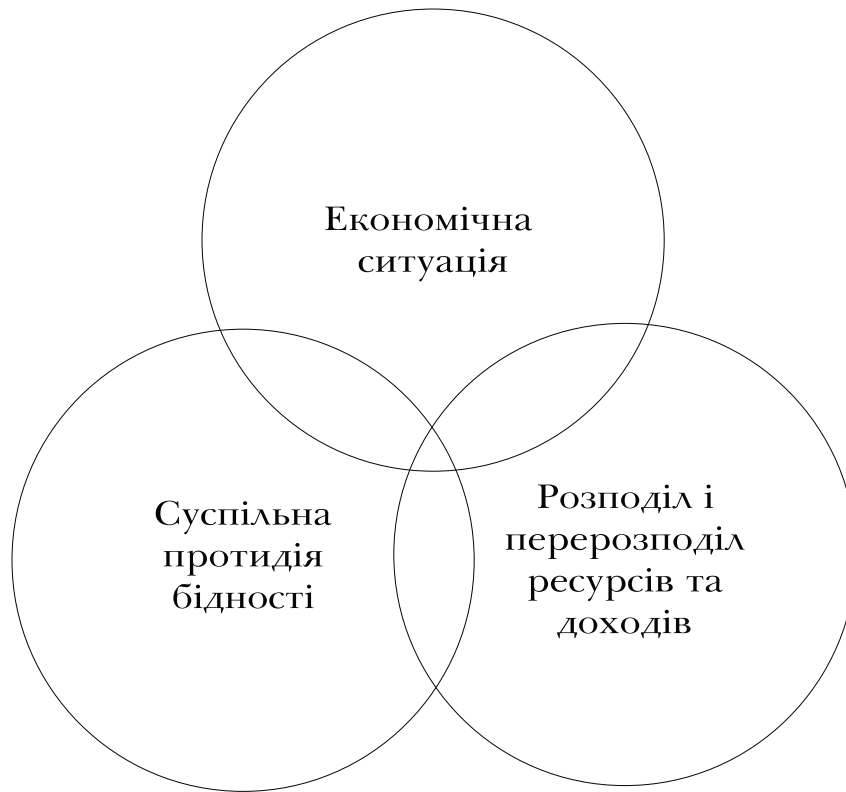 Економічна
ситуація
Суспільна
протидія
бідності
Розподіл і
перерозподіл
ресурсів та
доходів